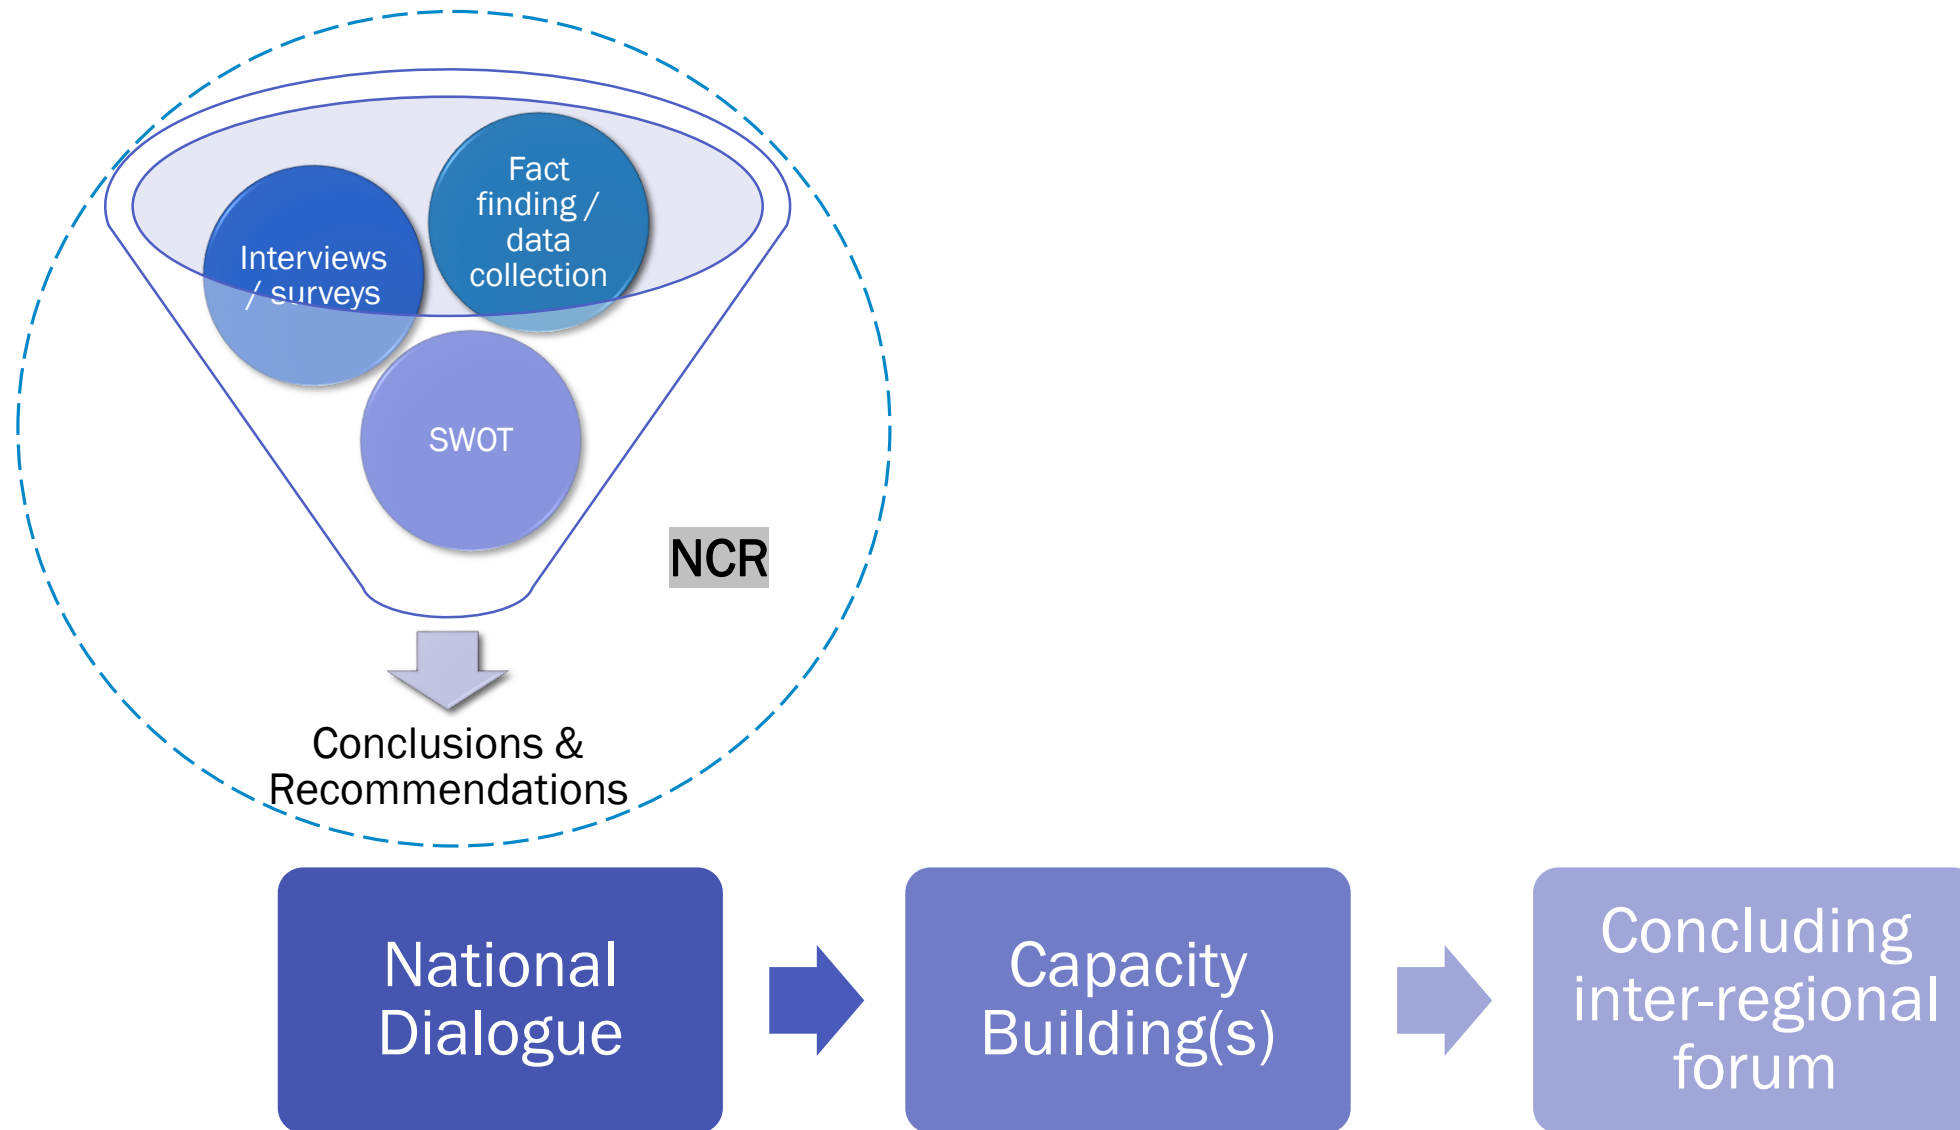 Fact
finding /
data
collection
Interviews
/ surveys
SWOT
NCR
Conclusions &
Recommendations
National
Dialogue
Capacity
Building(s)
Concluding
inter-regional
forum